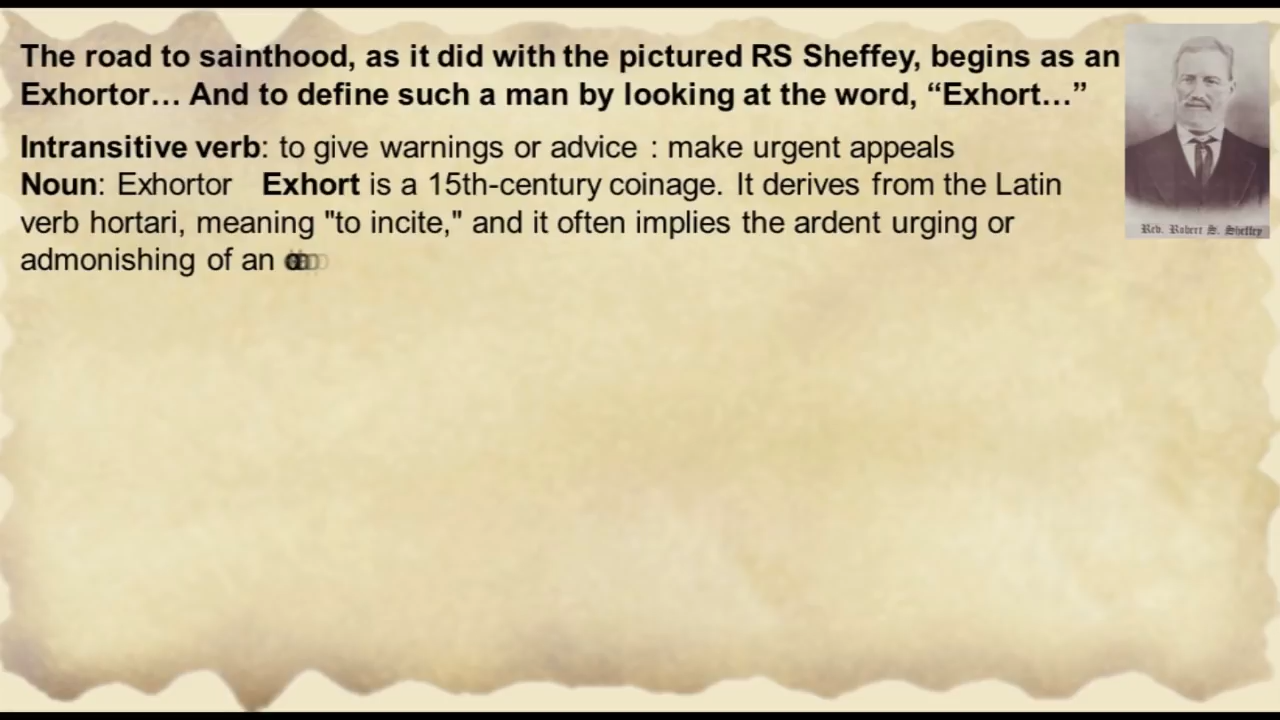 The road to sainthood, as it did with the pictured RS Sheffey, begins as an
Exhortor… And to define such a man by looking at the word, “Exhort…”
Intransitive verb: to give warnings or advice : make urgent appeals
Noun: Exhortor Exhort is a 15th-century coinage. It derives from the Latin
verb hortari, meaning "to incite," and it often implies the ardent urging or
admonishing of an
Rev. Robert S. Sheffey